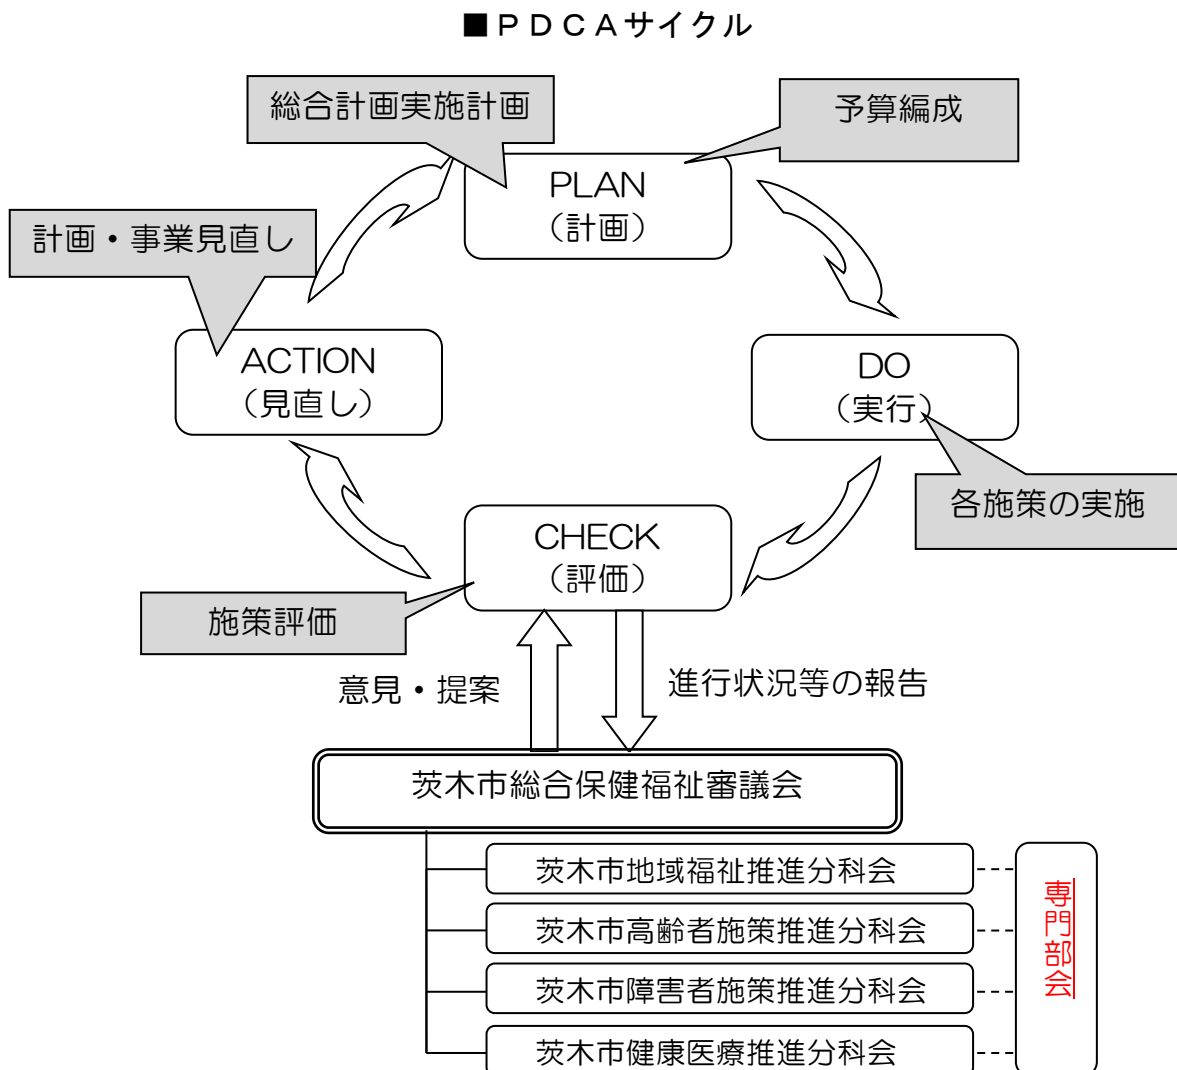 ■ＰＤＣＡサイクル
総合計画実施計画
予算編成
PLAN
（計画）
計画・事業見直し
ACTION
（見直し）
DO
（実行）
各施策の実施
CHECK
（評価）
施策評価
意見・提案
進行状況等の報告
茨木市総合保健福祉審議会
茨木市地域福祉推進分科会
茨木市高齢者施策推進分科会
茨木市障害者施策推進分科会
茨木市健康医療推進分科会
専門部会